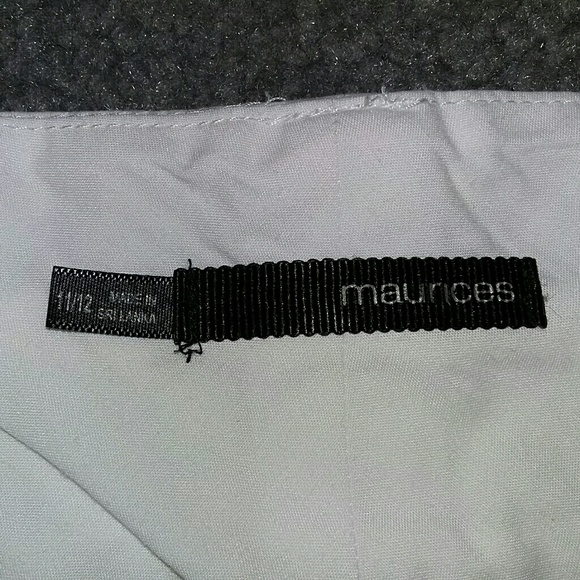 11/12
MADE IN
SRI LANKA
maurices